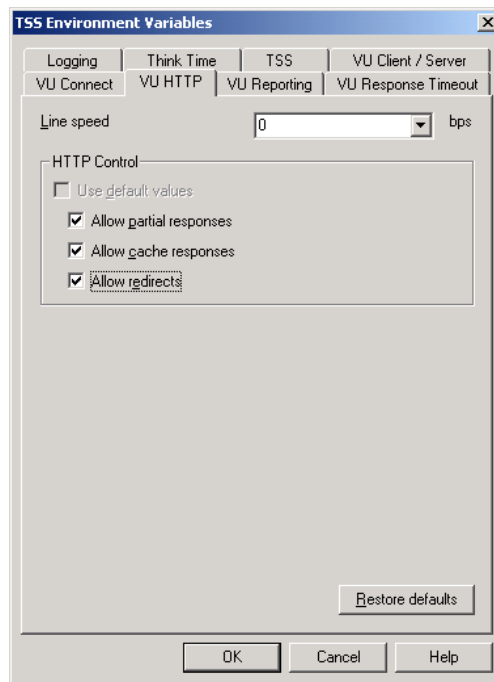 TSS Environment Variables
Logging Think Time TSS VU Client / Server
VU Connect VU HTTP VU Reporting VU Response Timeout
Line speed 0 bps
HTTP Control
Use default values
Allow partial responses
Allow cache responses
Allow redirects
Restore defaults
OK Cancel Help